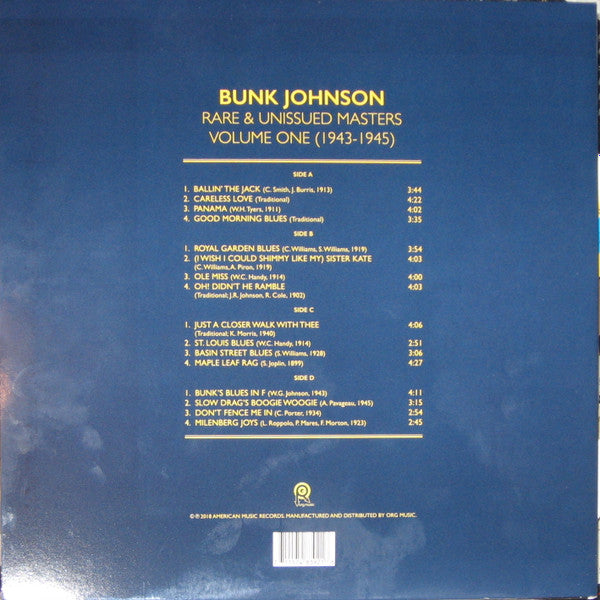 BUNK JOHNSON
RARE & UNISSUED MASTERS
VOLUME ONE (1943-1945)
SIDE A
1. BALLIN' THE JACK (C. Smith, J. Burris, 1913) 3:44
2. CARELESS LOVE (Traditional) 4:22
3. PANAMA (W.H. Tyers, 1911) 4:02
4. GOOD MORNING BLUES (Traditional) 3:35
SIDE B
1. ROYAL GARDEN BLUES (C. Williams, S. Williams, 1919) 3:54
2. (I WISH I COULD SHIMMY LIKE MY) SISTER KATE 4:03
(C. Williams, A. Piron, 1919)
3. OLE MISS (W.C. Handy, 1914) 4:00
4. OH! DIDN'T HE RAMBLE 4:03
(Traditional; J.R. Johnson, R. Cole, 1902)
SIDE C
1. JUST A CLOSER WALK WITH THEE 4:06
(Traditional; K. Morris, 1940)
2. ST. LOUIS BLUES (W.C. Handy, 1914) 2:51
3. BASIN STREET BLUES (S. Williams, 1928) 3:06
4. MAPLE LEAF RAG (S. Joplin, 1899) 4:27
SIDE D
1. BUNK'S BLUES IN F (W.G. Johnson, 1943) 4:11
2. SLOW DRAG'S BOOGIE WOOGIE (A. Pavageau, 1945) 3:15
3. DON'T FENCE ME IN (C. Porter, 1934) 2:54
4. MILENBERG JOYS (L. Roppolo, P. Mares, F. Morton, 1923) 2:45
©℗ 2018 AMERICAN MUSIC RECORDS. MANUFACTURED AND DISTRIBUTED BY ORG MUSIC.